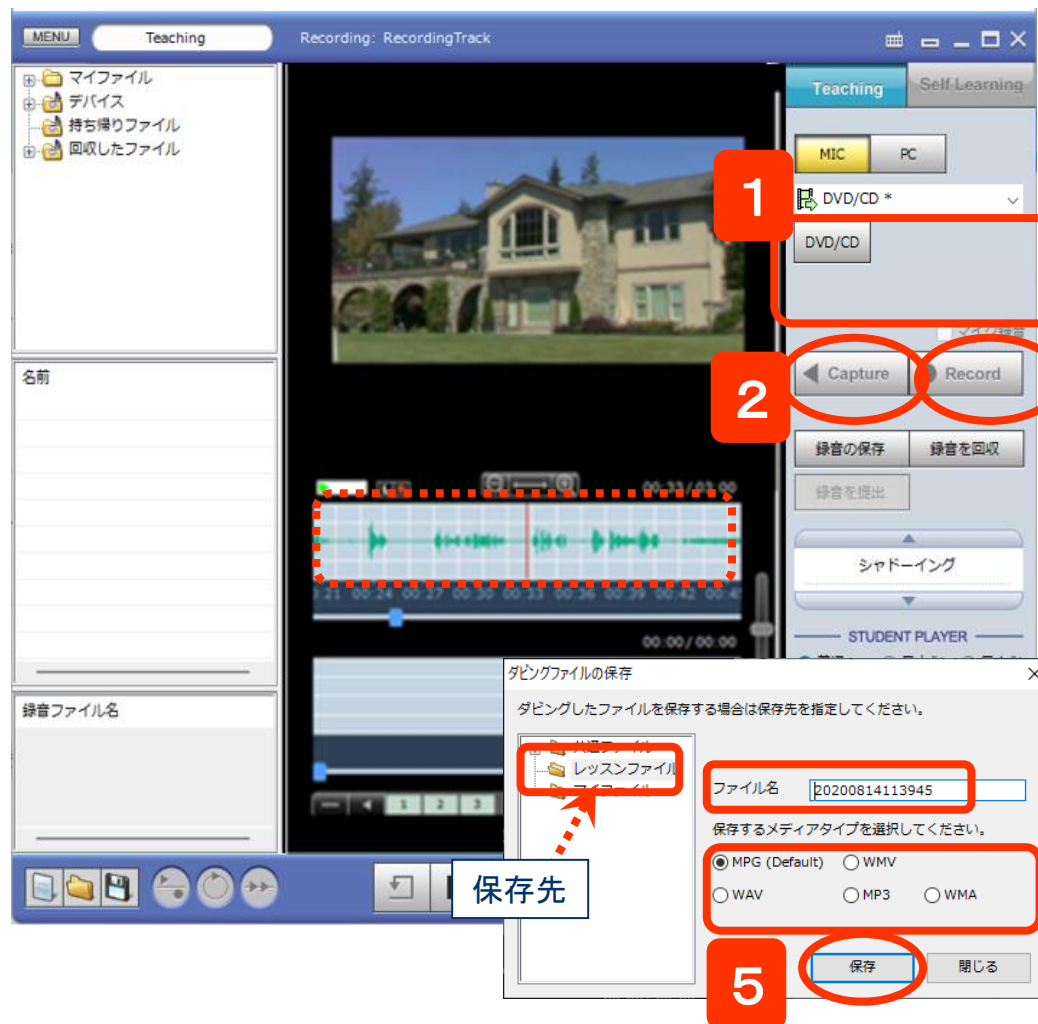 MENU
Teaching
Recording: RecordingTrack
マイファイル
デバイス
持ち帰りファイル
回収したファイル
名前
録音ファイル名
Teaching
Self Learning
MIC
PC
1
DVD/CD *
DVD/CD
マイク録音
2
Capture
Record
録音の保存
録音を回収
録音を提出
シャドーイング
STUDENT PLAYER
00:33/03:00
00:24 00:27 00:30 00:33 00:36 00:39 00:42
00:00/00:00
1 2 3
ダビングファイルの保存
ダビングしたファイルを保存する場合は保存先を指定してください。
レッスンファイル
マイファイル
ファイル名
20200814113945
保存するメディアタイプを選択してください。
MPG (Default)
WMV
WAV
MP3
WMA
保存先
5
保存
閉じる